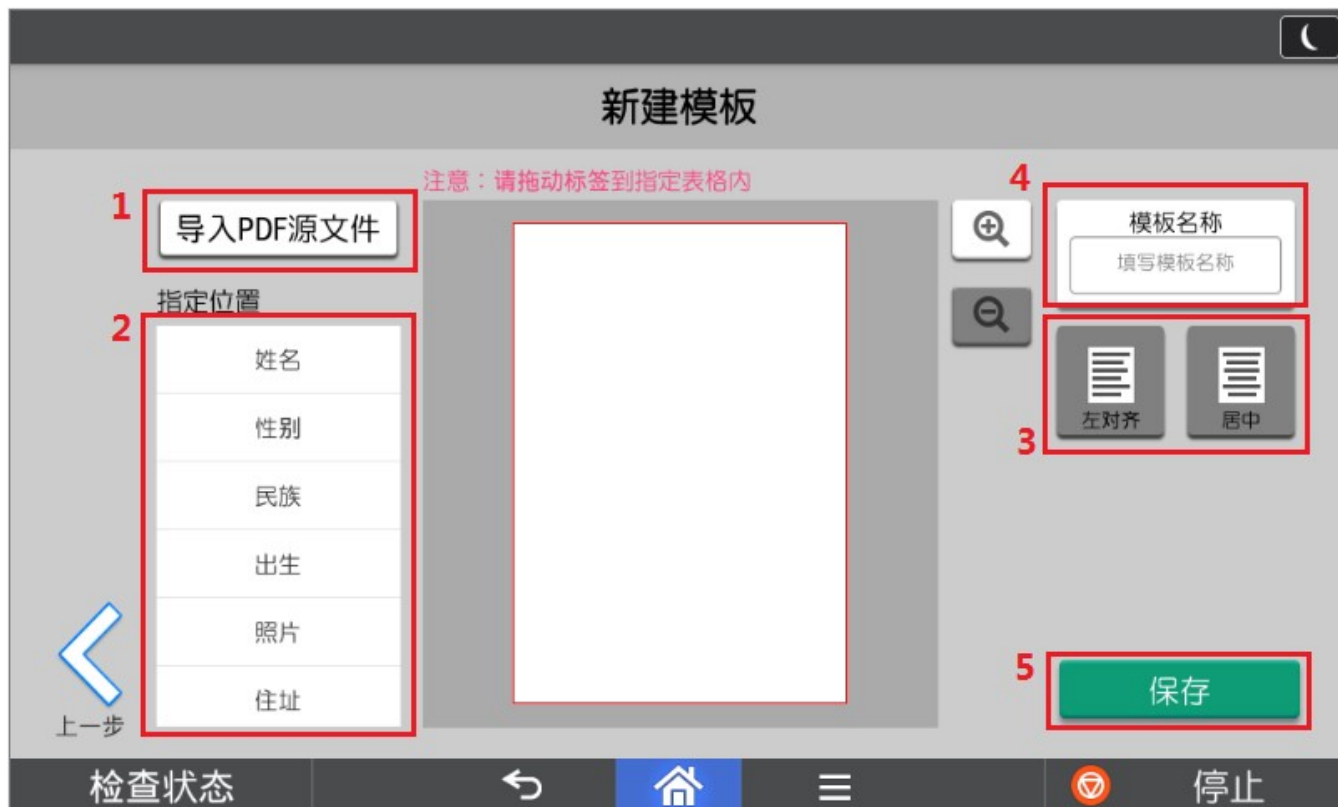 新建模板
注意：请拖动标签到指定表格内
1
导入PDF源文件
指定位置
2
姓名
性别
民族
出生
照片
住址
上一步
4
模板名称
填写模板名称
左对齐
居中
3
5
保存
检查状态
停止